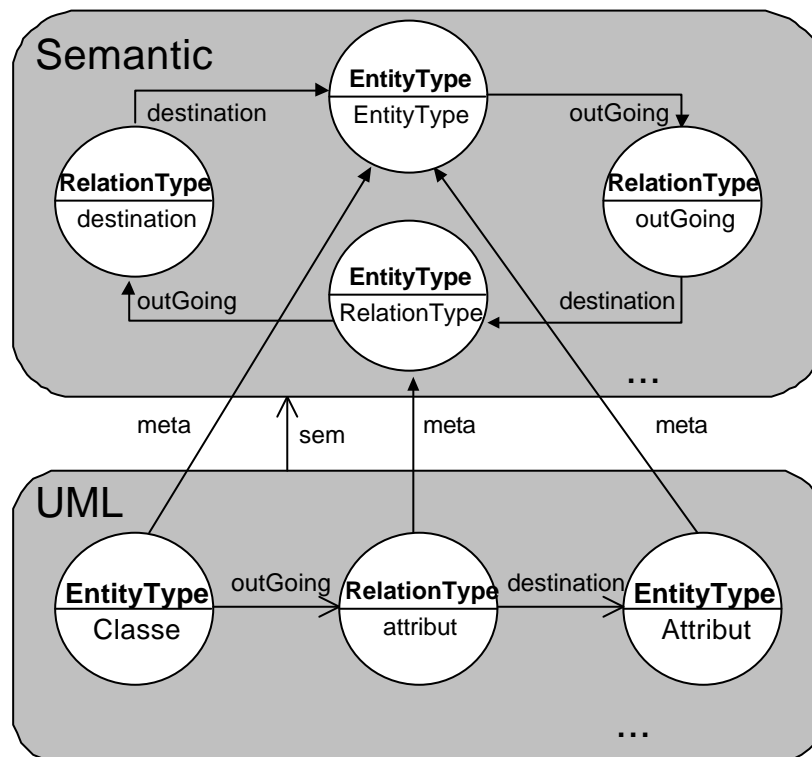 Semantic
EntityType
EntityType
destination
outGoing
RelationType
destination
RelationType
outGoing
EntityType
RelationType
outGoing
destination
...
meta
sem
meta
meta
UML
EntityType
Classe
outGoing
RelationType
attribut
destination
EntityType
Attribut
...